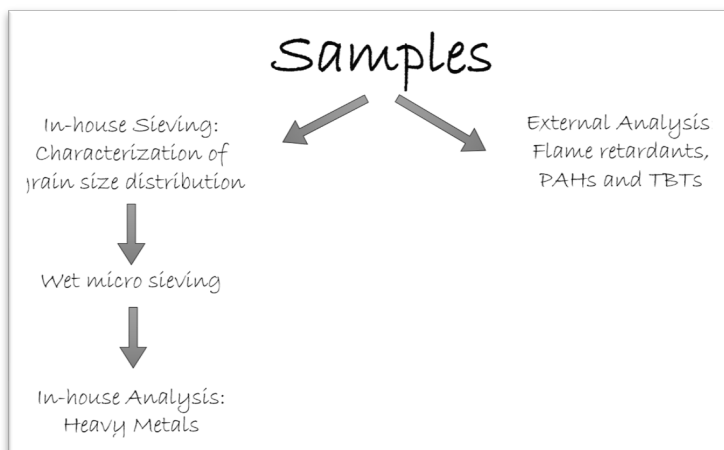 Samples
In-house Sieving:
Characterization of
grain size distribution
Wet micro sieving
In-house Analysis:
Heavy Metals
External Analysis
Flame retardants,
PAHs and TBTs